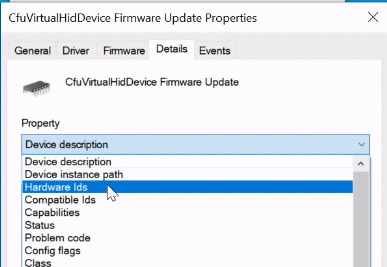 CfuVirtualHidDevice Firmware Update Properties
General Driver Firmware Details Events
CfuVirtualHidDevice Firmware Update
Property
Device description
Device description
Device instance path
Hardware Ids
Compatible Ids
Capabilities
Status
Problem code
Config flags
Class